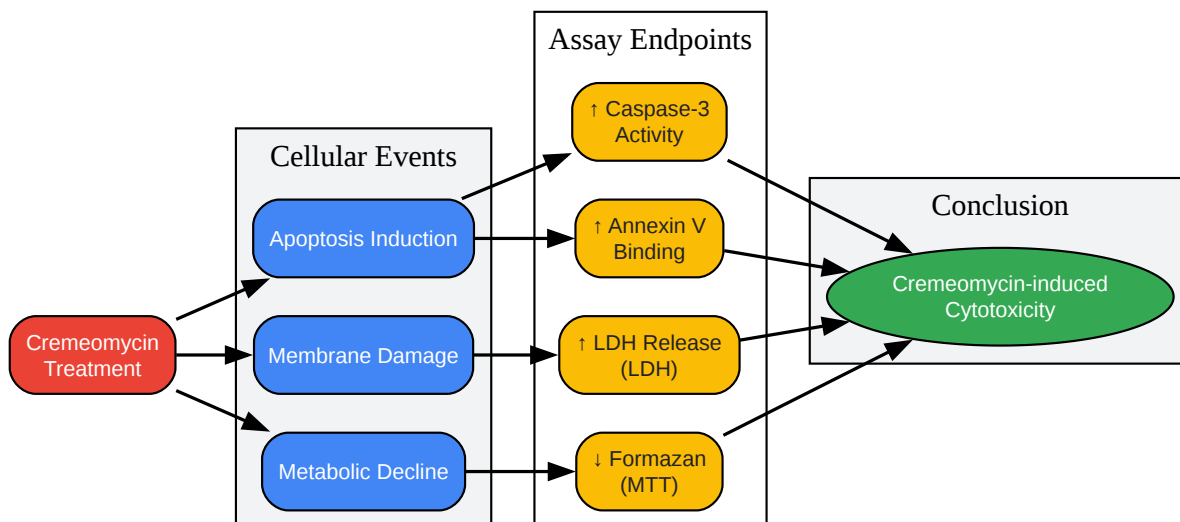 Cremeomycin
Treatment
Cellular Events
Apoptosis Induction
Membrane Damage
Metabolic Decline
Assay Endpoints
↑ Caspase-3
Activity
↑ Annexin V
Binding
↑ LDH Release
(LDH)
↓ Formazan
(MTT)
Conclusion
Cremeomycin-induced
Cytotoxicity